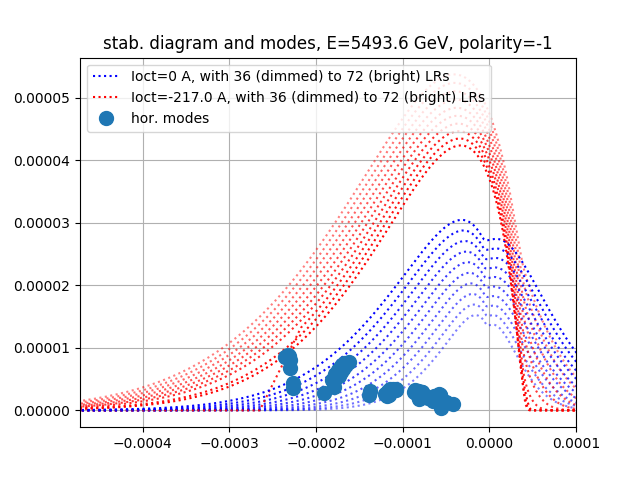 stab. diagram and modes, E=5493.6 GeV, polarity=-1
Ioct=0 A, with 36 (dimmed) to 72 (bright) LRs
Ioct=-217.0 A, with 36 (dimmed) to 72 (bright) LRs
hor. modes
0.00005
0.00004
0.00003
0.00002
0.00001
0.00000
−0.0004 −0.0003 −0.0002 −0.0001 0.0000 0.0001